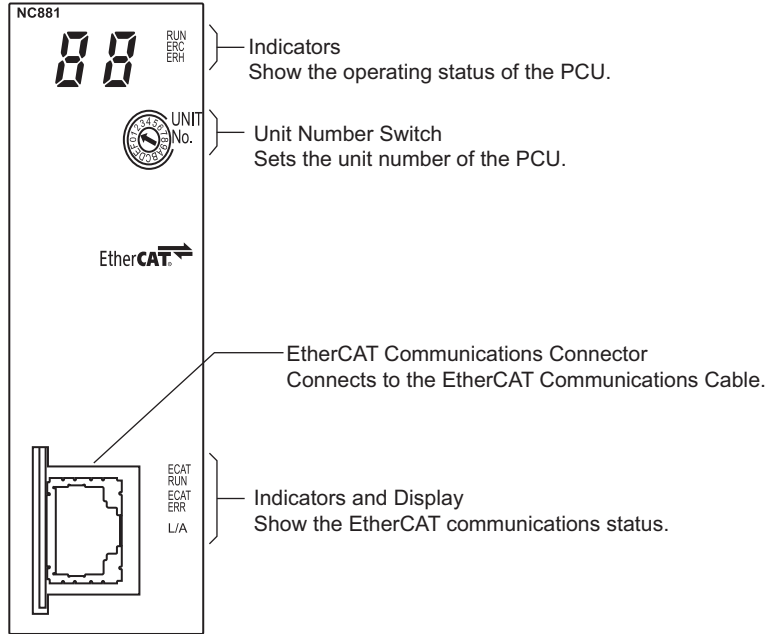 NC881
88
RUN
ERC
ERH
Indicators
Show the operating status of the PCU.
0123456789ABCDEF
UNIT
No.
Unit Number Switch
Sets the unit number of the PCU.
EtherCAT®
EtherCAT Communications Connector
Connects to the EtherCAT Communications Cable.
ECAT
RUN
ECAT
ERR
L/A
Indicators and Display
Show the EtherCAT communications status.